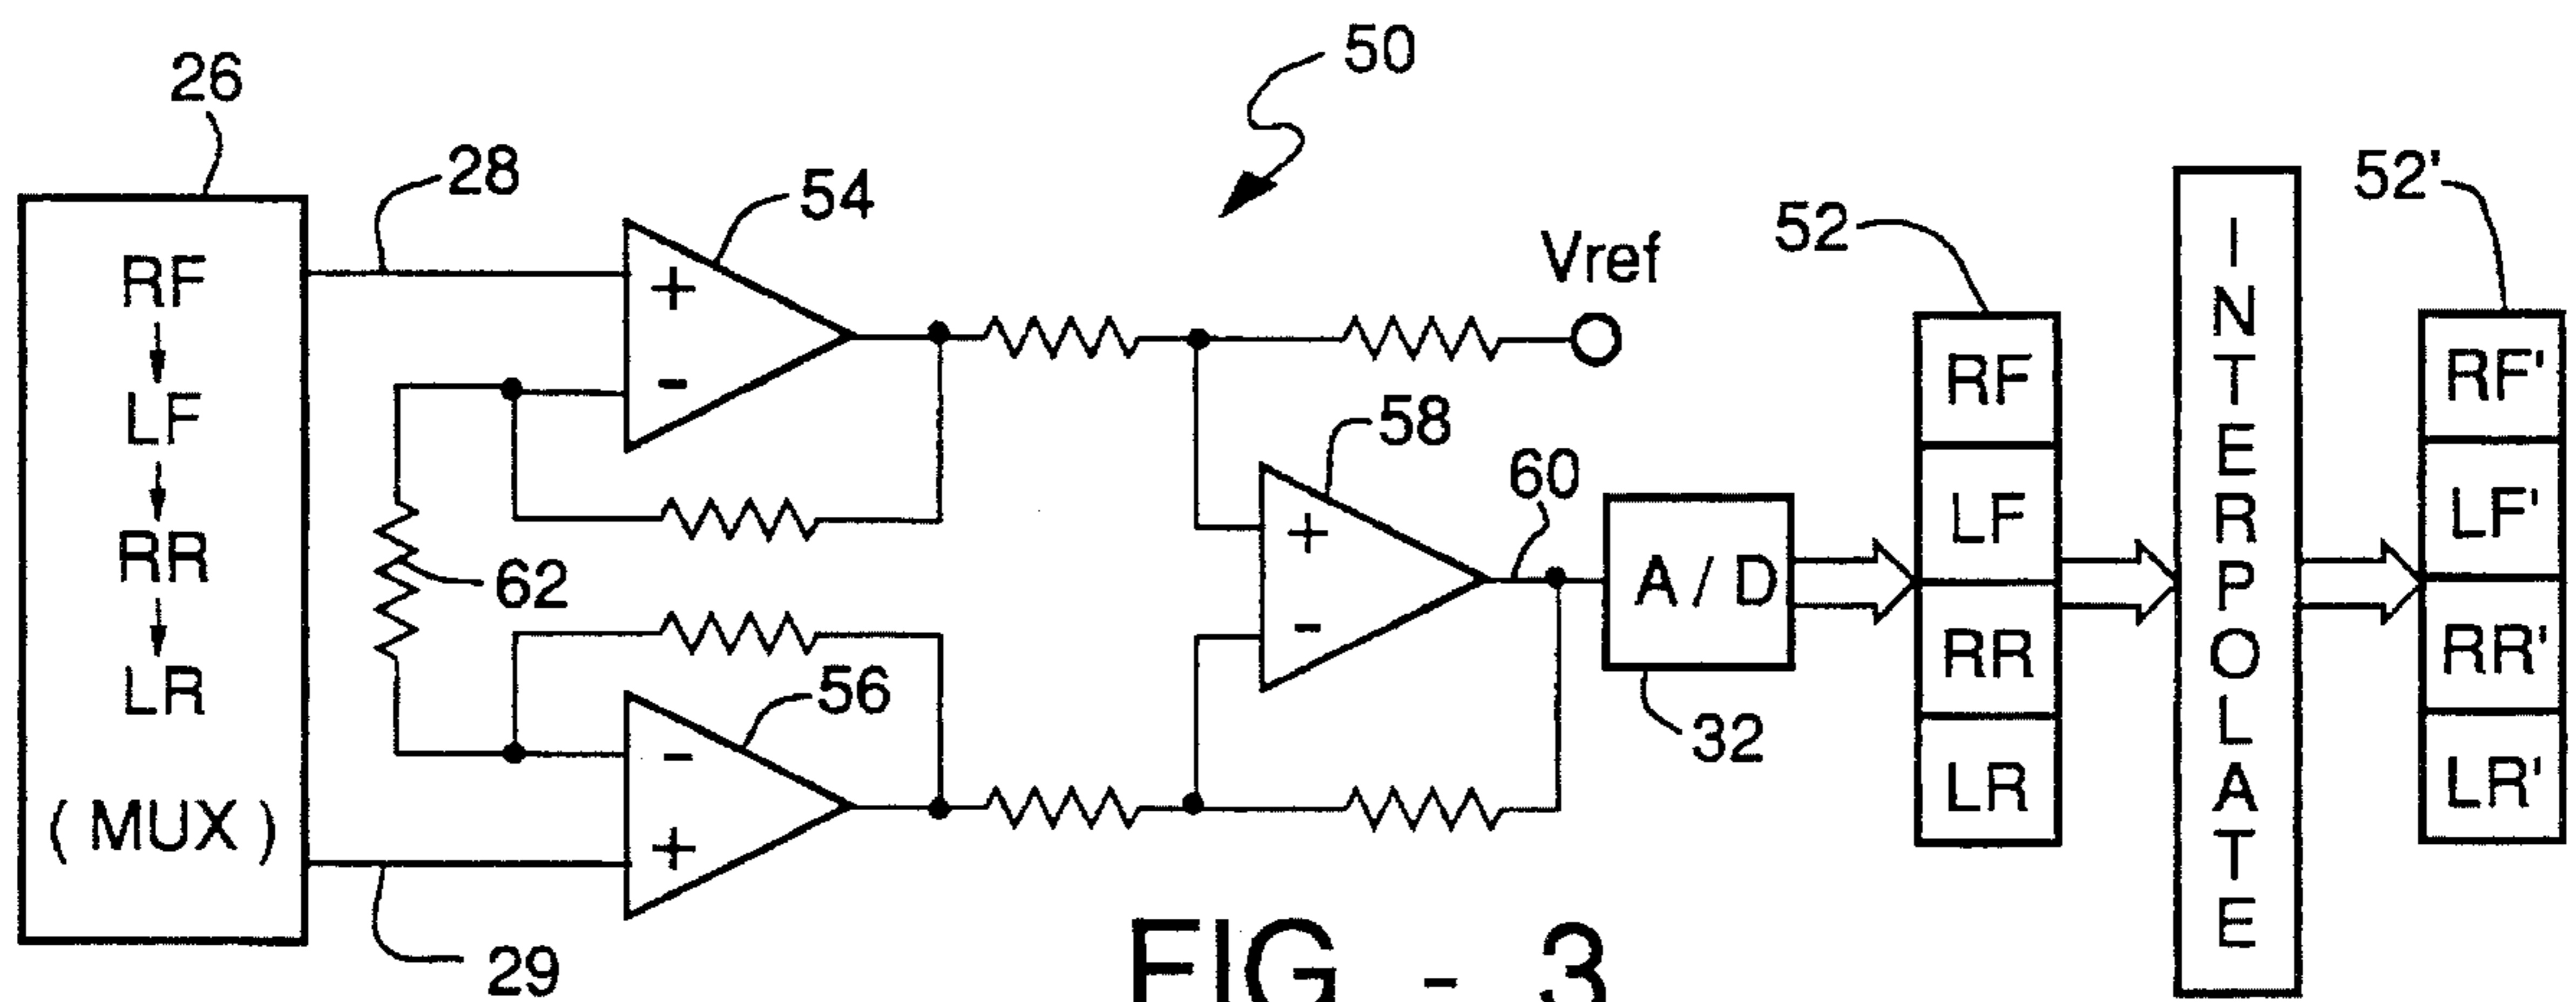 50
26
28
54
52
52'
Vref
RF
LF
RR
LR
( MUX )
+
-
62
56
-
+
29
58
+
-
60
A / D
32
RF
LF
RR
LR
INTERPOLATE
RF'
LF'
RR'
LR'
FIG - 3